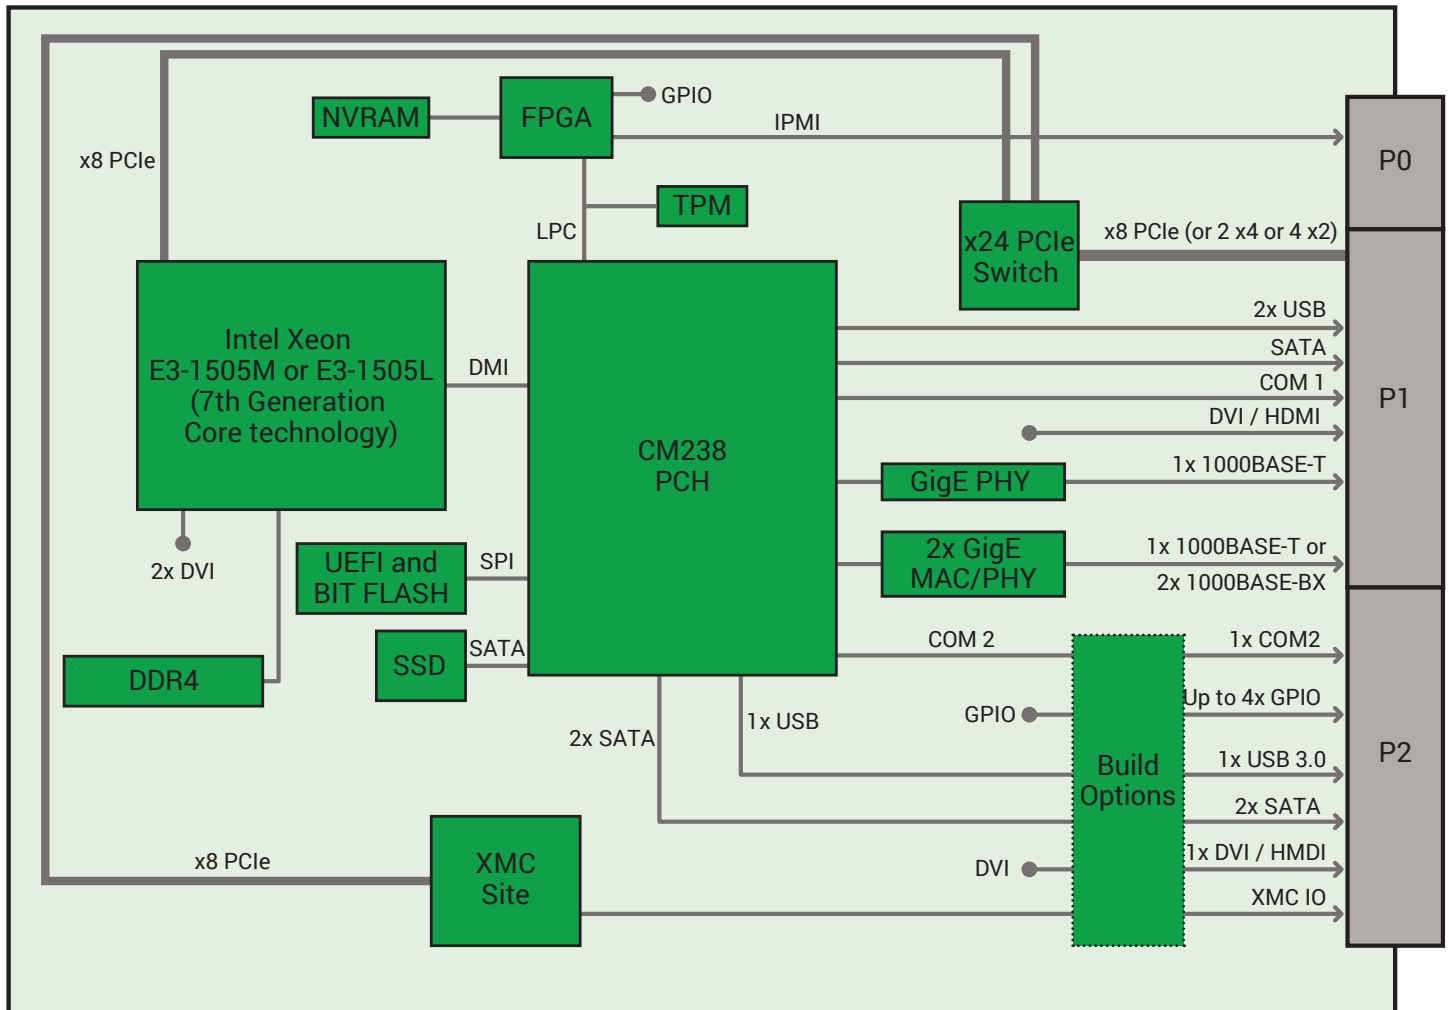 GPIO
NVRAM
FPGA
IPMI
x8 PCIe
P0
TPM
LPC
x24 PCIe
Switch
x8 PCIe (or 2 x4 or 4 x2)
2x USB
SATA
COM 1
DVI / HDMI
1x 1000BASE-T
P1
Intel Xeon
E3-1505M or E3-1505L
(7th Generation
Core technology)
DMI
CM238
PCH
GigE PHY
2x GigE
MAC/PHY
1x 1000BASE-T or
2x 1000BASE-BX
2x DVI
UEFI and
BIT FLASH
SPI
SSD
SATA
DDR4
COM 2
1x COM2
GPIO
Up to 4x GPIO
2x SATA
1x USB
Build
Options
1x USB 3.0
2x SATA
P2
DVI
1x DVI / HMDI
XMC IO
x8 PCIe
XMC
Site